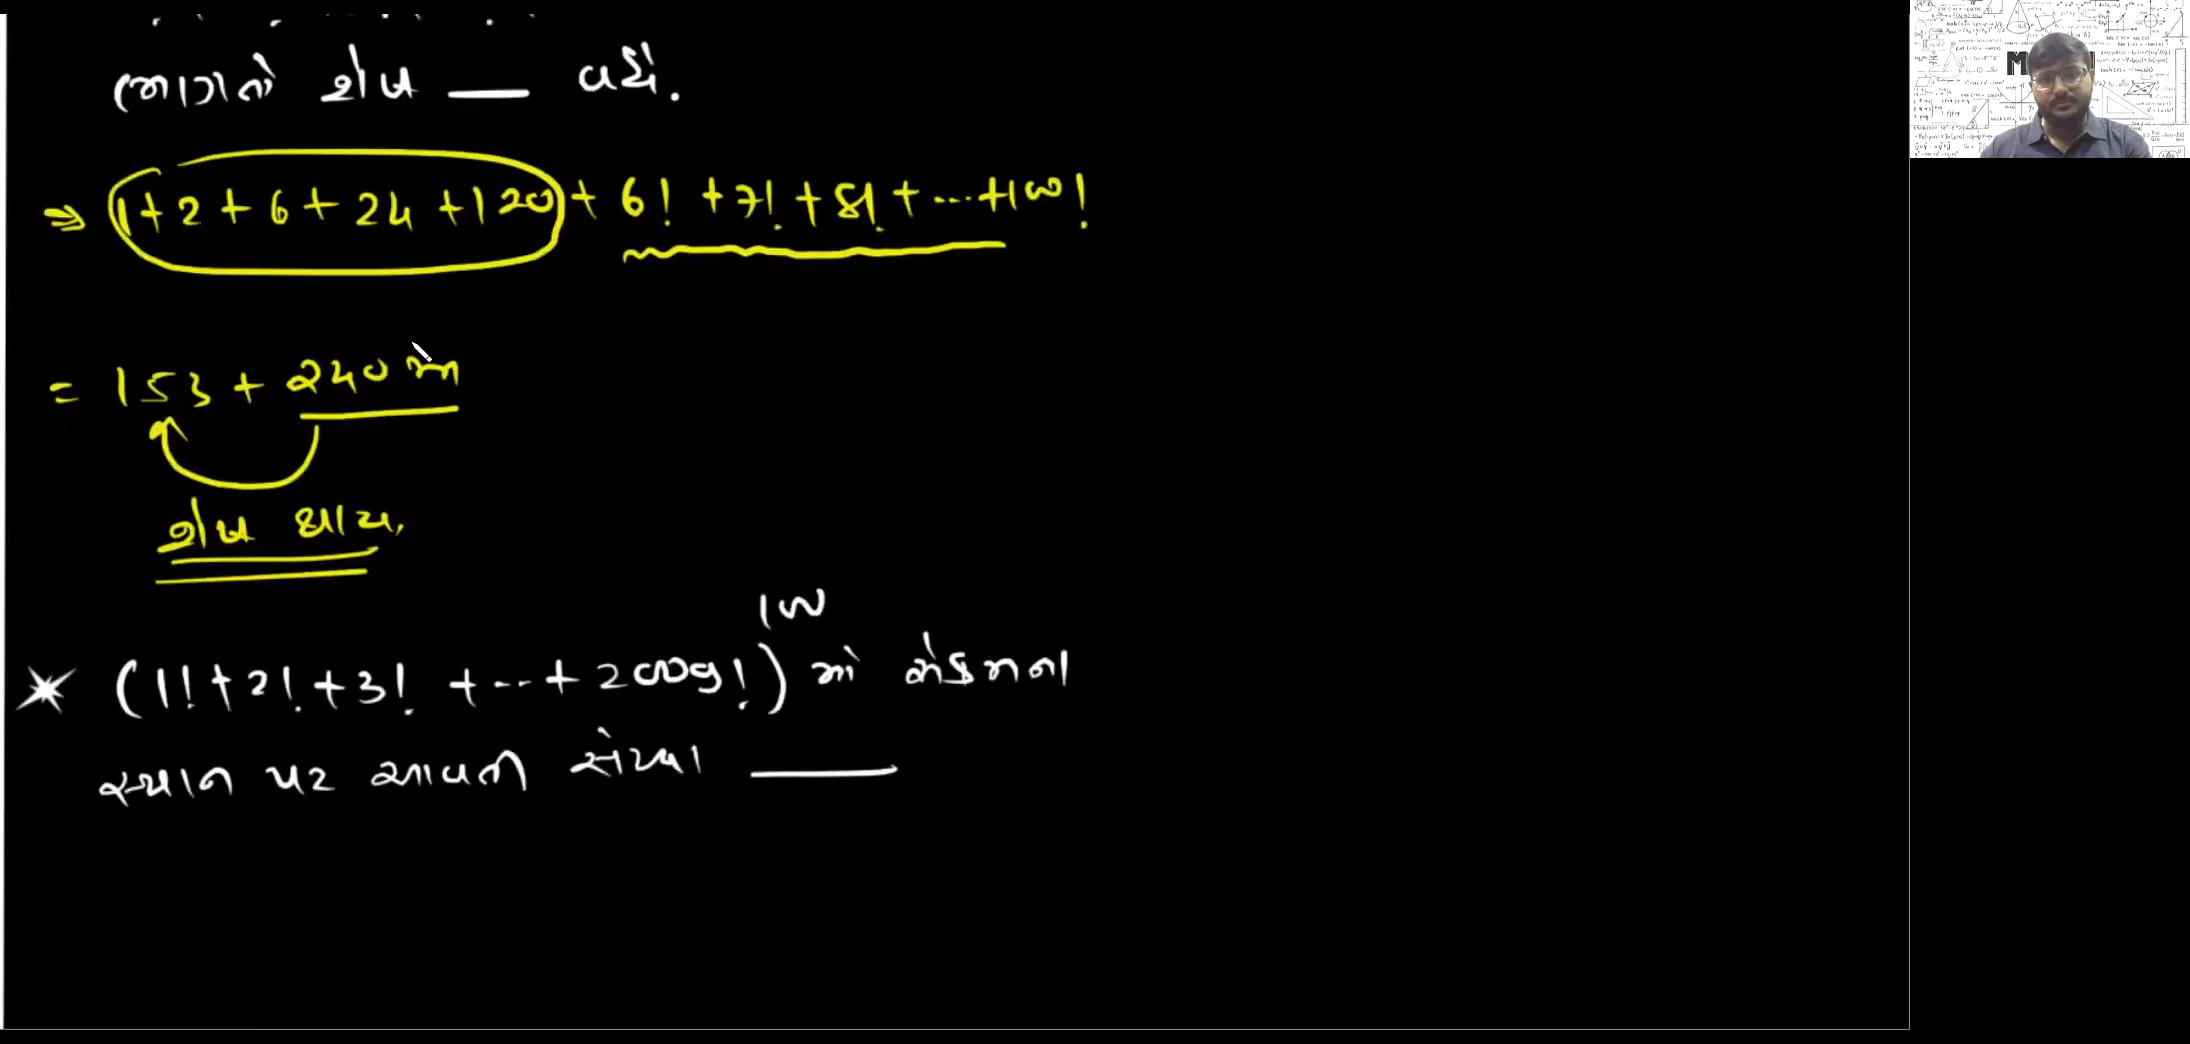 ભાગતો શેષ ___ વધે.
⇒ 1 + 2 + 6 + 24 + 120 + 6! + 7! + 8! + ... + 100!
= 153 + 240 m
શેષ થાય.
100
* (1! + 2! + 3! + ... + 2009!) માં એકમના
સ્થાન પર આવતી સંખ્યા ___